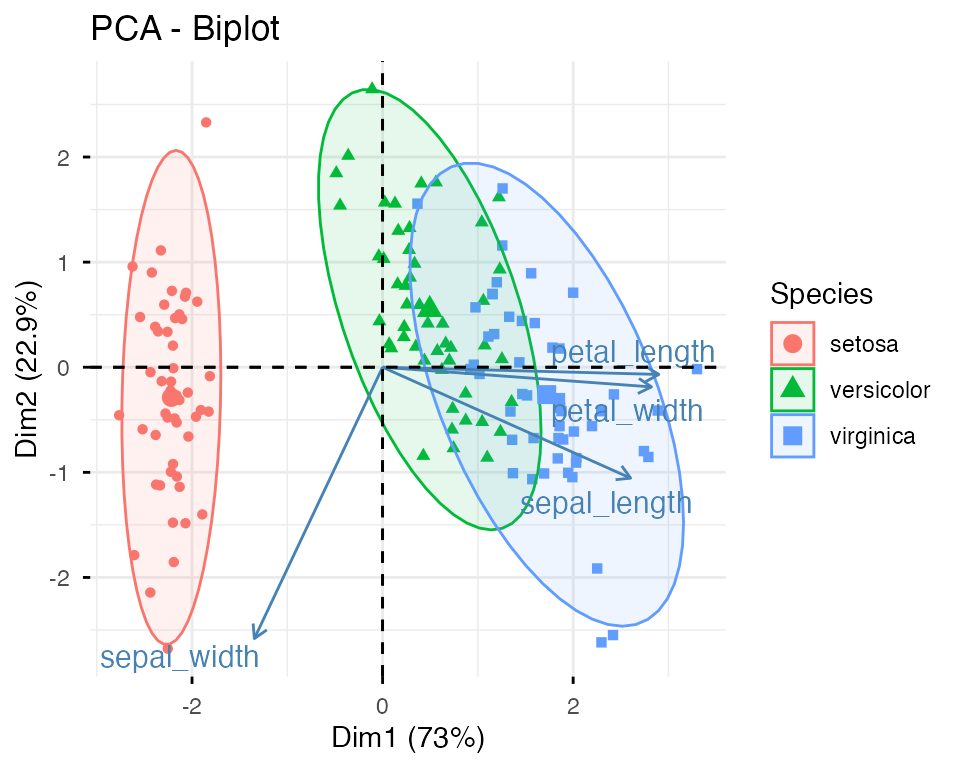 PCA - Biplot
Dim2 (22.9%)
2
1
0
-1
-2
petal_length
petal_width
sepal_length
sepal_width
-2
0
2
Dim1 (73%)
Species
setosa
versicolor
virginica